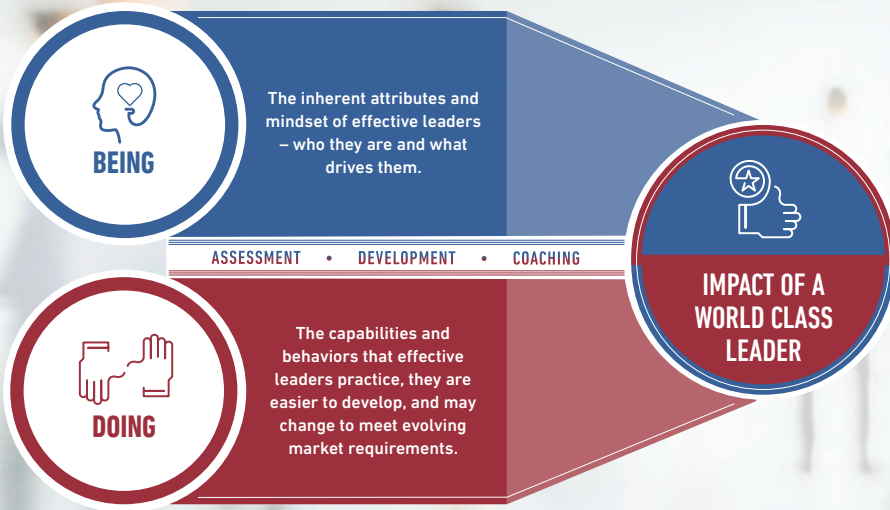 BEING
The inherent attributes and
mindset of effective leaders
– who they are and what
drives them.
ASSESSMENT • DEVELOPMENT • COACHING
DOING
The capabilities and
behaviors that effective
leaders practice, they are
easier to develop, and may
change to meet evolving
market requirements.
IMPACT OF A
WORLD CLASS
LEADER